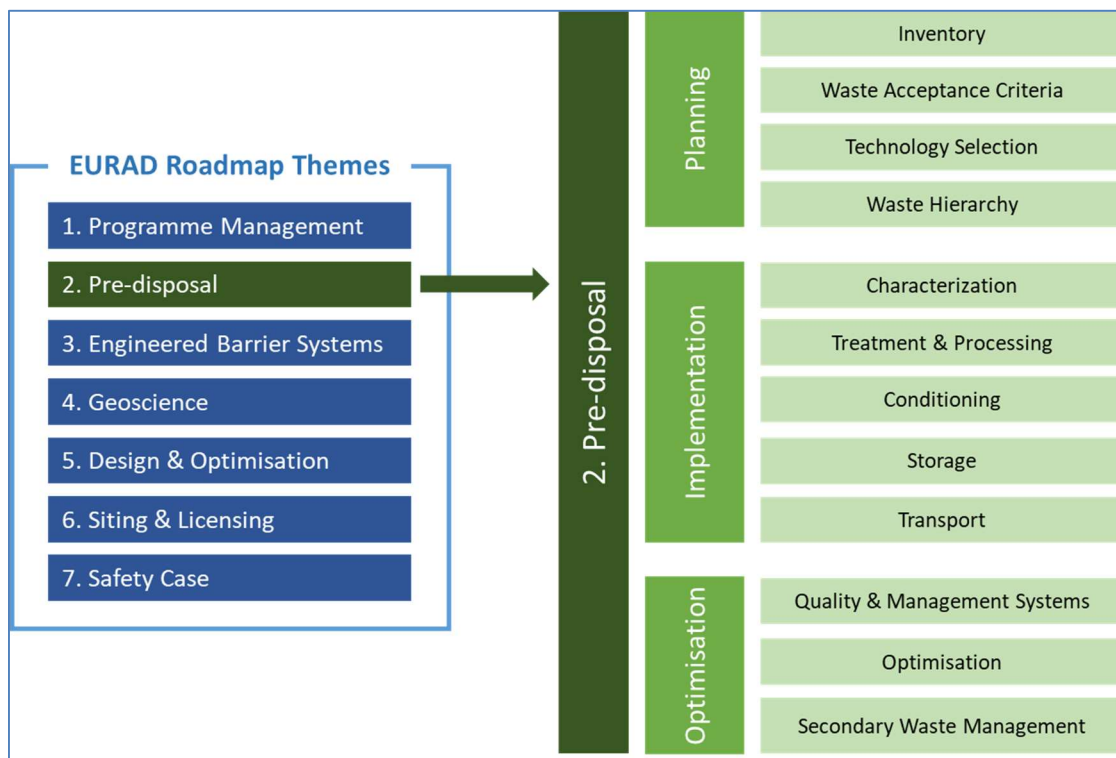 EURAD Roadmap Themes
1. Programme Management
2. Pre-disposal
3. Engineered Barrier Systems
4. Geoscience
5. Design & Optimisation
6. Siting & Licensing
7. Safety Case
2. Pre-disposal
Planning
Inventory
Waste Acceptance Criteria
Technology Selection
Waste Hierarchy
Implementation
Characterization
Treatment & Processing
Conditioning
Storage
Transport
Optimisation
Quality & Management Systems
Optimisation
Secondary Waste Management